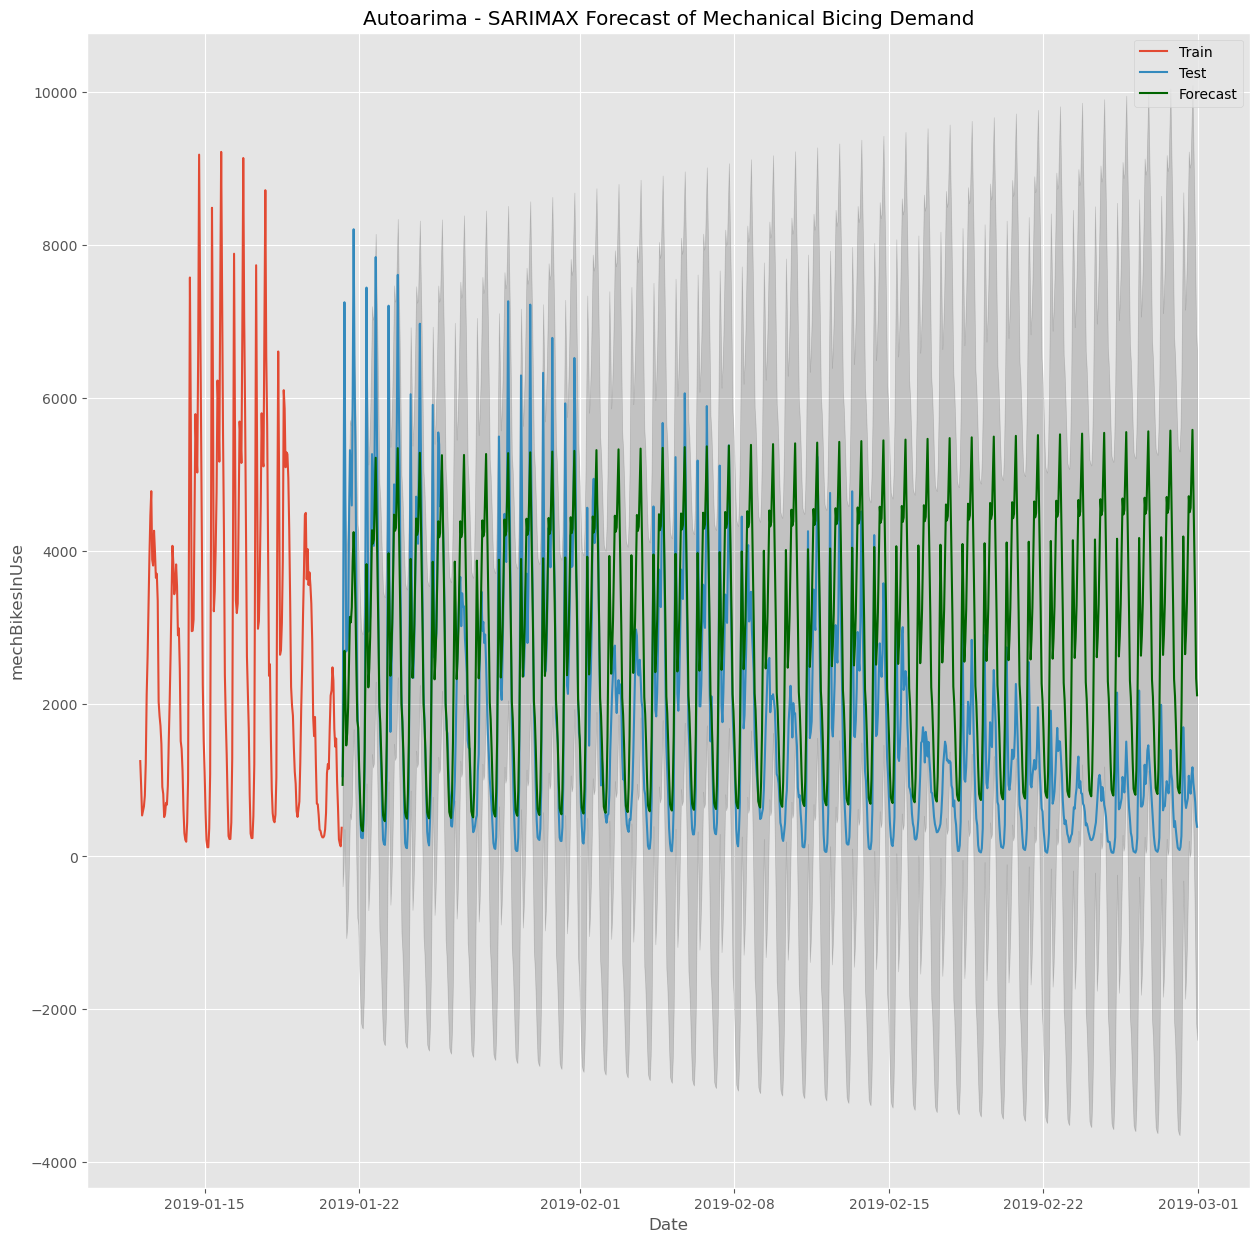 Autoarima - SARIMAX Forecast of Mechanical Bicing Demand
Train
Test
Forecast
10000
8000
6000
4000
2000
0
−2000
−4000
mechBikesInUse
2019-01-15
2019-01-22
2019-02-01
2019-02-08
2019-02-15
2019-02-22
2019-03-01
Date